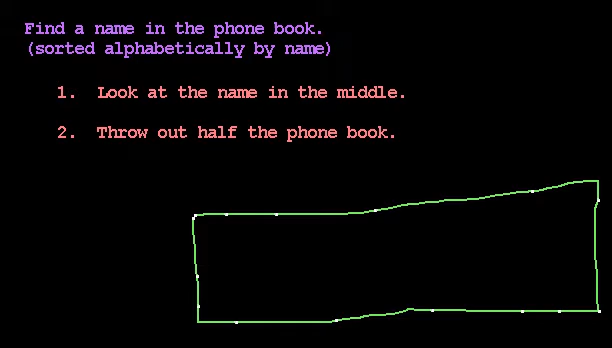 Find a name in the phone book.
(sorted alphabetically by name)
1. Look at the name in the middle.
2. Throw out half the phone book.